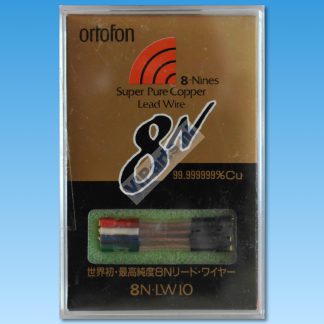 ortofon
8-Nines
Super Pure Copper
Lead Wire
8N
99.999999%Cu
世界初・最高純度8Nリード・ワイヤー
8N・LW10